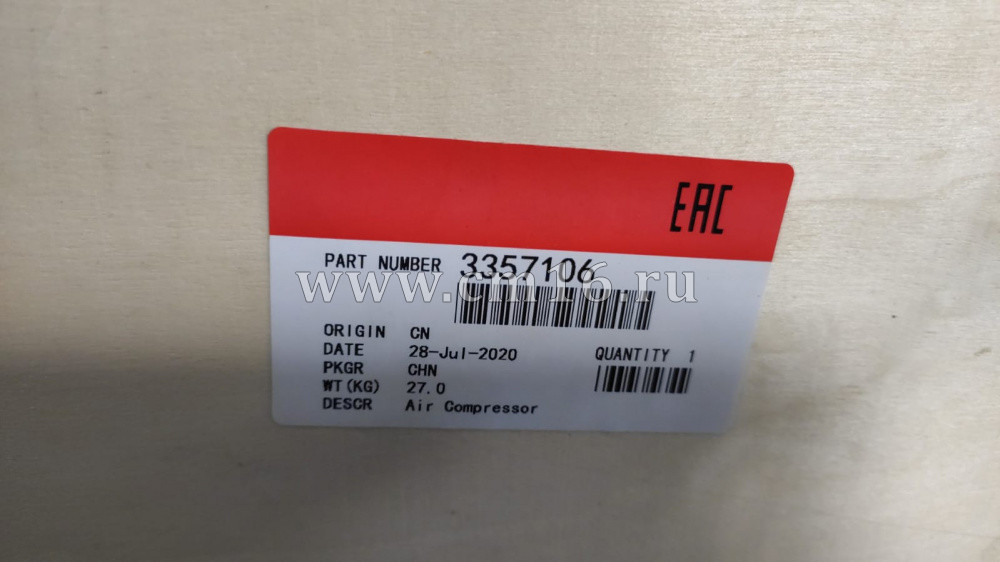 EAC
PART NUMBER 3357106
www.cm16.ru
ORIGIN CN
DATE 28-Jul-2020
QUANTITY 1
PKGR CHN
WT(KG) 27.0
DESCR Air Compressor